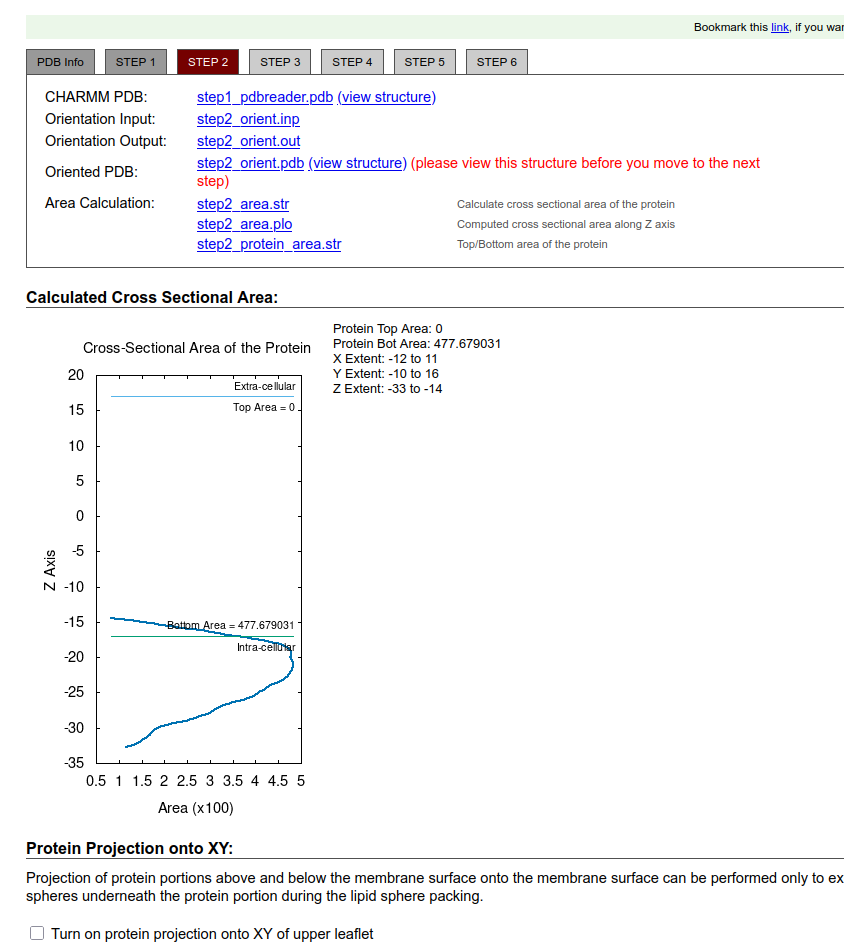 Bookmark this link, if you war
PDB Info STEP 1 STEP 2 STEP 3 STEP 4 STEP 5 STEP 6
CHARMM PDB: step1_pdbreader.pdb (view structure)
Orientation Input: step2_orient.inp
Orientation Output: step2_orient.out
Oriented PDB: step2_orient.pdb (view structure) (please view this structure before you move to the next
step)
Area Calculation: step2_area.str Calculate cross sectional area of the protein
step2_area.plo Computed cross sectional area along Z axis
step2_protein_area.str Top/Bottom area of the protein
Calculated Cross Sectional Area:
Protein Top Area: 0
Protein Bot Area: 477.679031
X Extent: -12 to 11
Y Extent: -10 to 16
Z Extent: -33 to -14
Cross-Sectional Area of the Protein
20
Extra-cellular
15
Top Area = 0
10
5
0
-5
Z Axis
-10
-15
Bottom Area = 477.679031
Intra-cellular
-20
-25
-30
-35
0.5 1 1.5 2 2.5 3 3.5 4 4.5 5
Area (x100)
Protein Projection onto XY:
Projection of protein portions above and below the membrane surface onto the membrane surface can be performed only to ex
spheres underneath the protein portion during the lipid sphere packing.
Turn on protein projection onto XY of upper leaflet